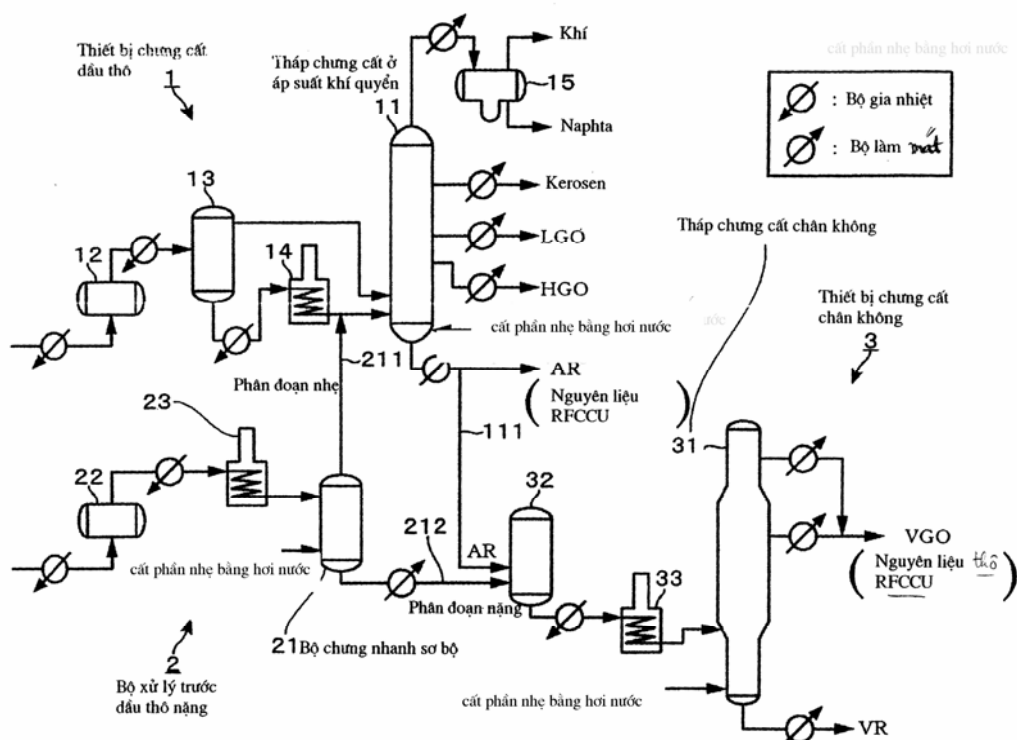 Thiết bị chưng cất
dầu thô
1
Tháp chưng cất ở
áp suất khí quyển
11
Khí
15
Naphta
cất phần nhẹ bằng hơi nước
: Bộ gia nhiệt
: Bộ làm mát
13
12
14
Kerosen
LGO
HGO
cất phần nhẹ bằng hơi nước
ước
Tháp chưng cất chân không
Thiết bị chưng cất
chân không
3
211
Phân đoạn nhẹ
AR
( Nguyên liệu )
RFCCU
111
23
22
31
32
212
AR
33
VGO
( Nguyên liệu thô )
RFCCU
cất phần nhẹ bằng hơi nước
Phân đoạn nặng
21 Bộ chưng nhanh sơ bộ
2
Bộ xử lý trước
dầu thô nặng
cất phần nhẹ bằng hơi nước
VR